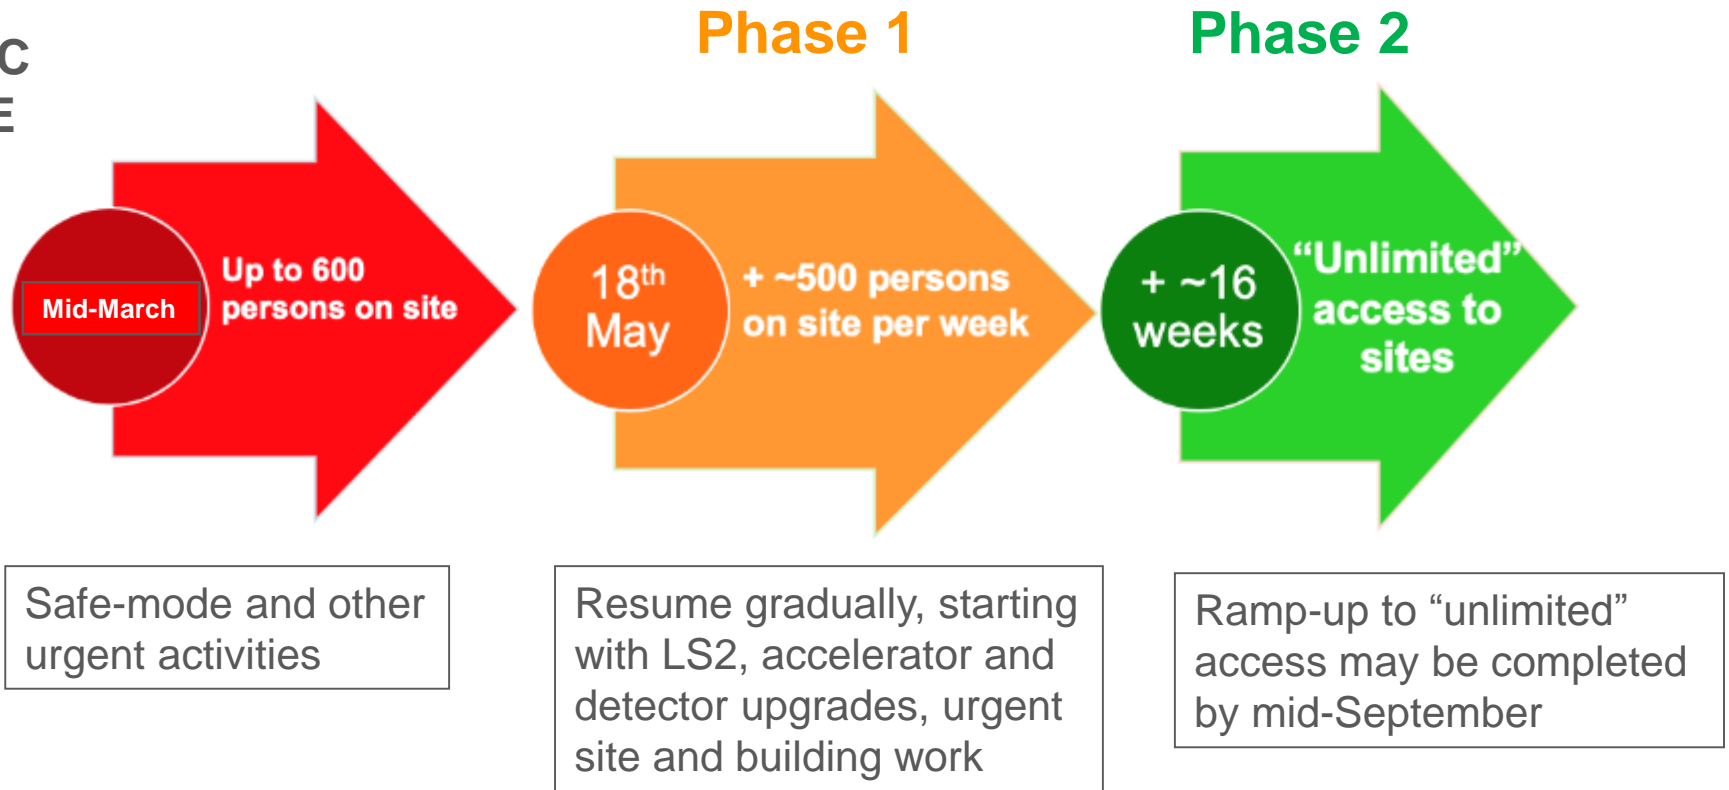 C
E
Phase 1
Phase 2
Mid-March
Up to 600
persons on site
18th
May
+ ~500 persons
on site per week
+ ~16
weeks
“Unlimited”
access to
sites
Safe-mode and other
urgent activities
Resume gradually, starting
with LS2, accelerator and
detector upgrades, urgent
site and building work
Ramp-up to “unlimited”
access may be completed
by mid-September